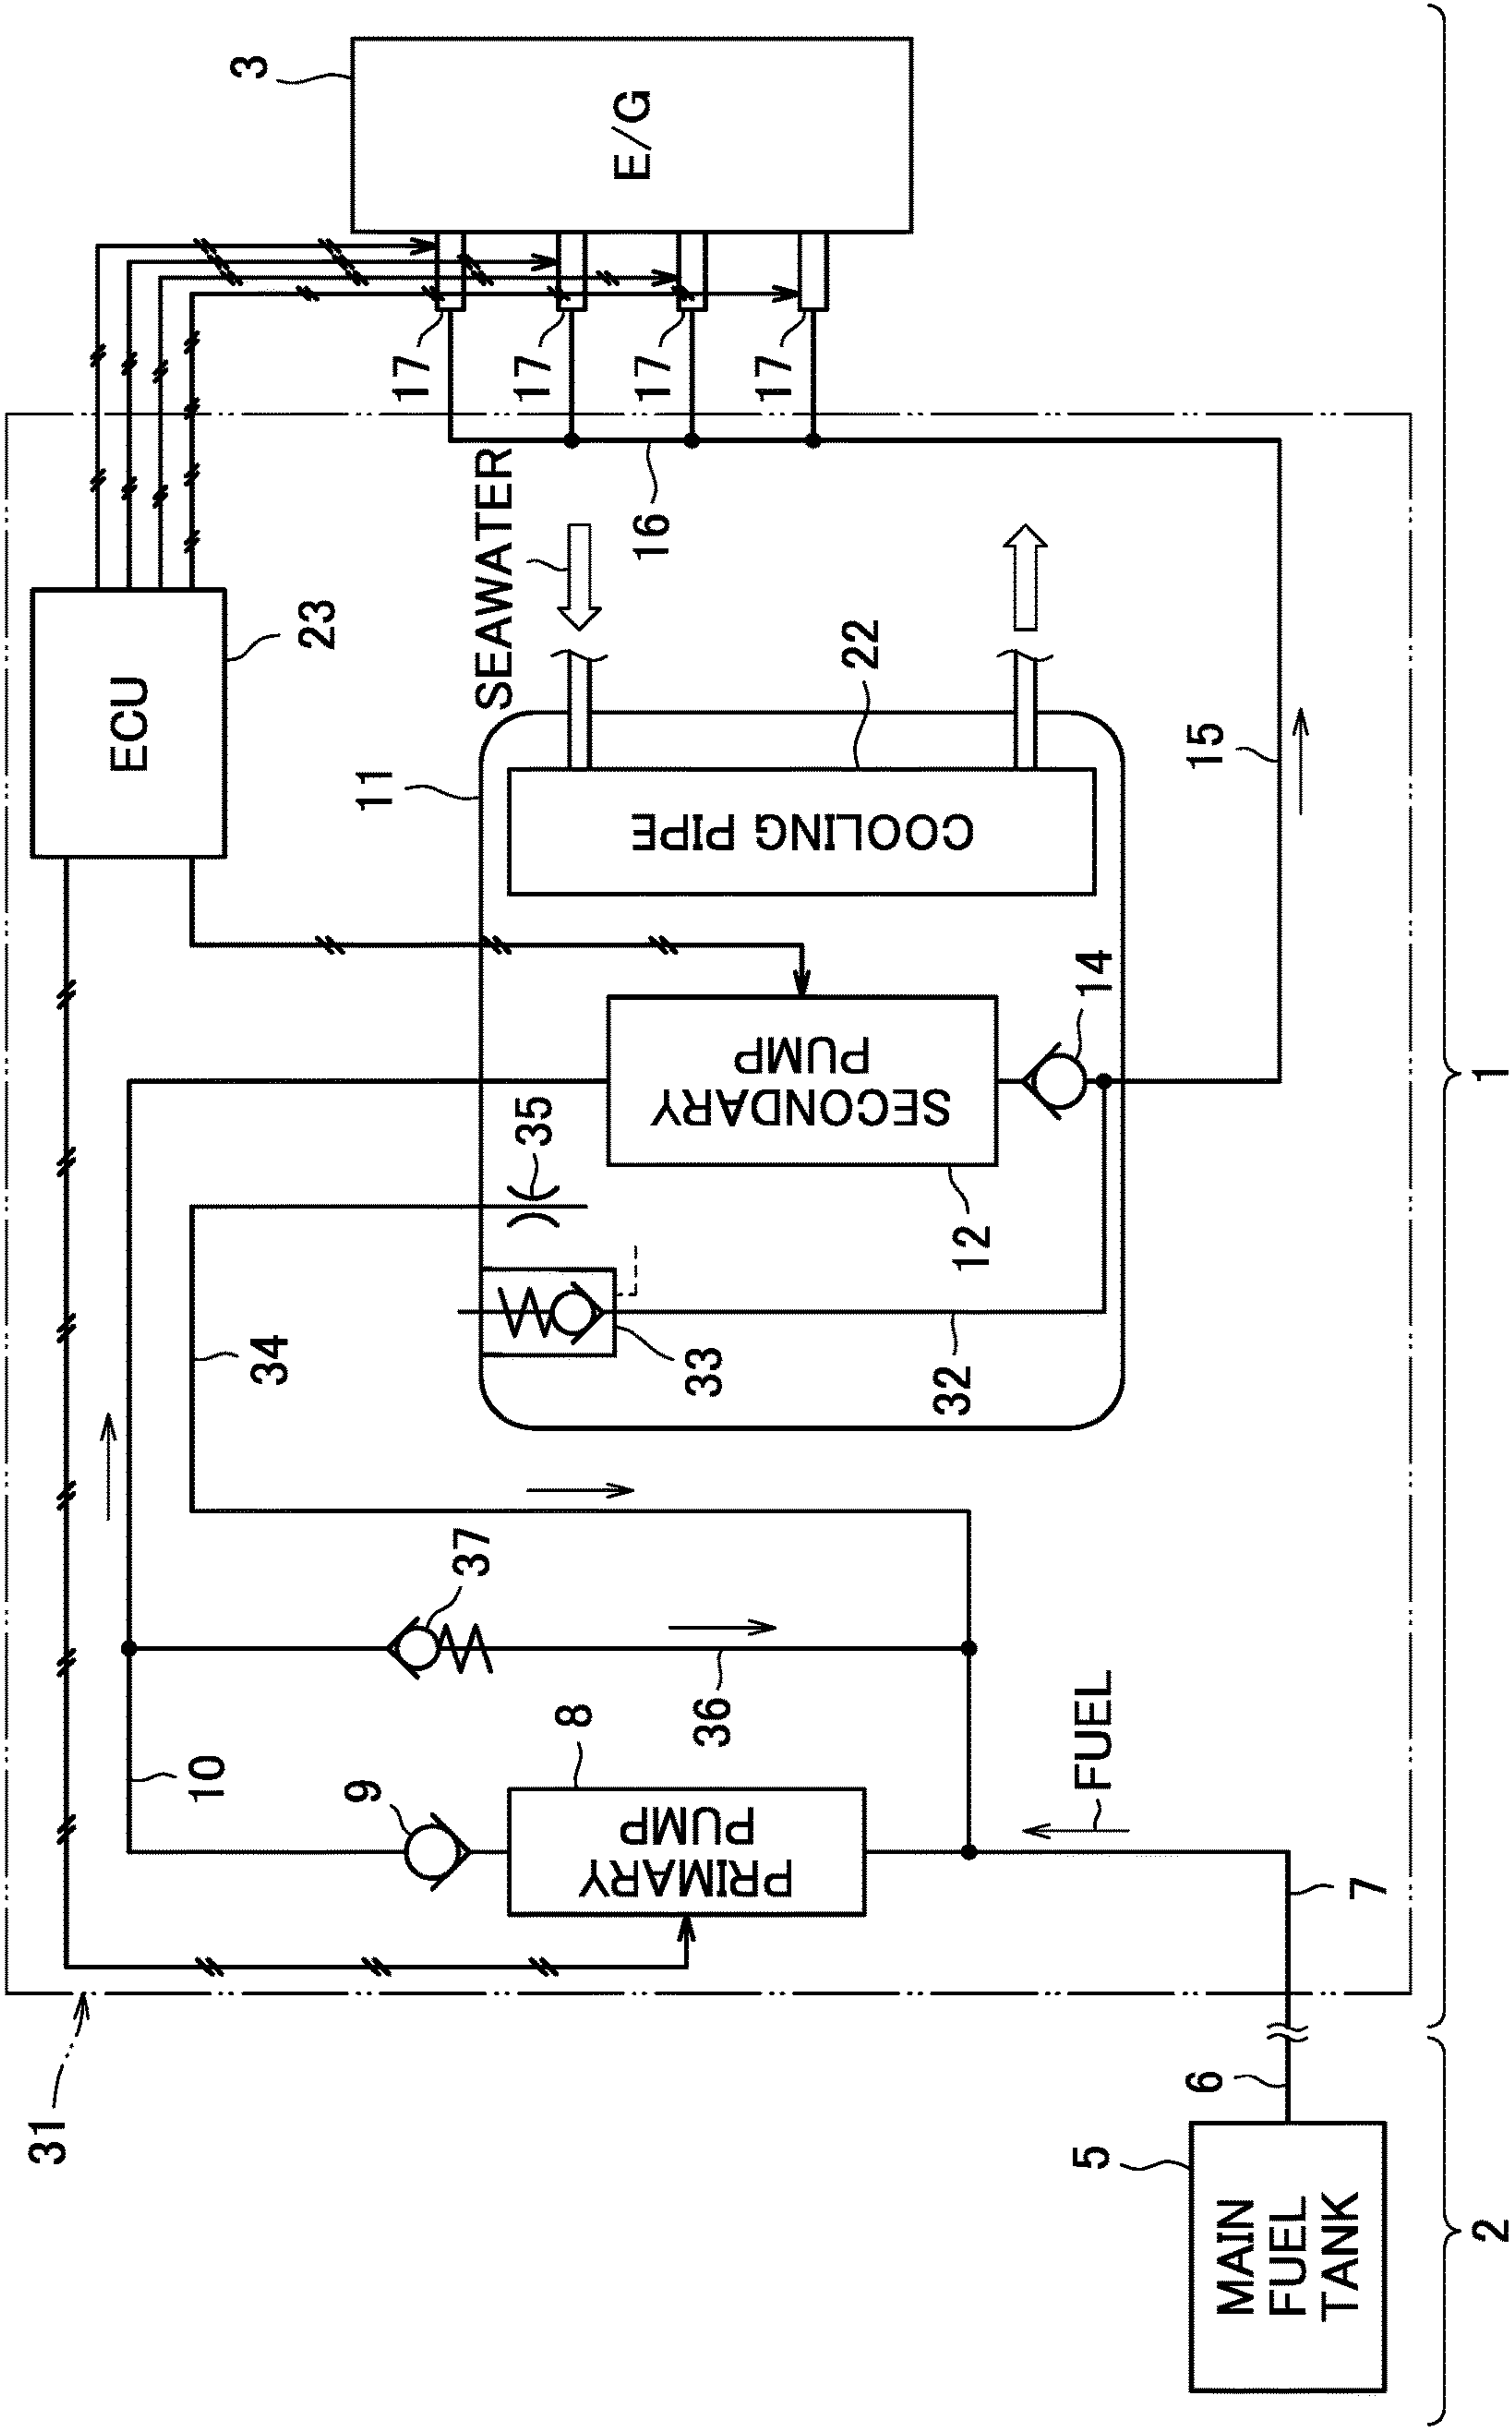 31
ECU
23
3
E/G
17
17
17
17
16
SEAWATER
11
COOLING PIPE
22
15
10
34
35
33
32
SECONDARY
PUMP
12
14
9
37
PRIMARY
PUMP
8
36
FUEL
7
6
5
MAIN
FUEL
TANK
2
1